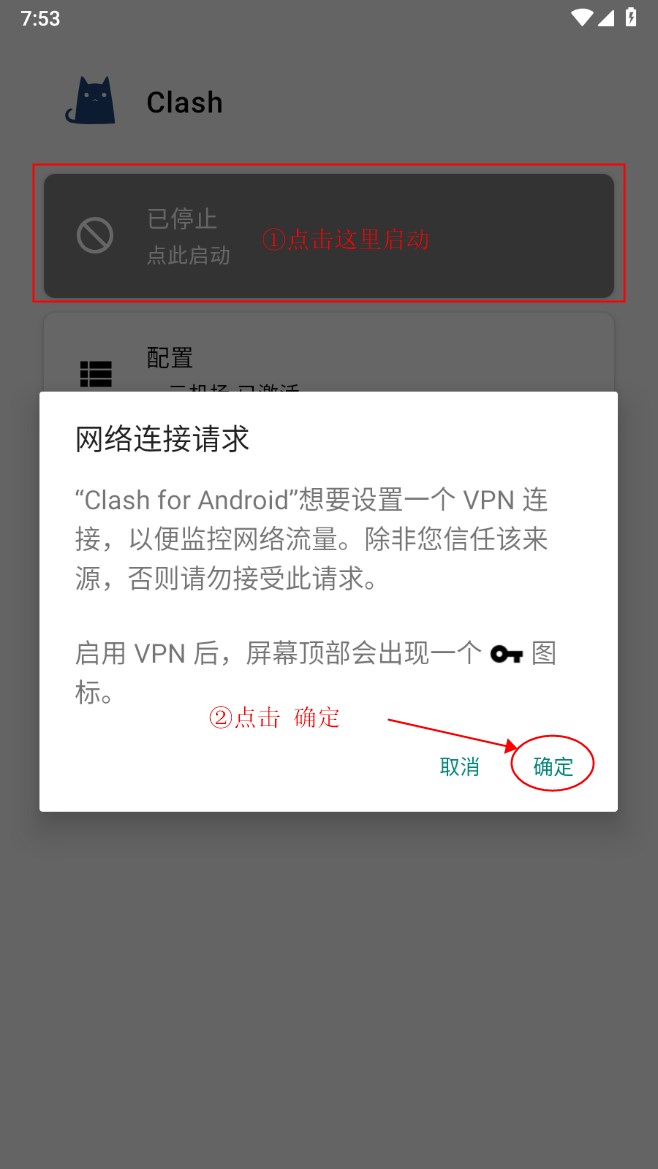 7:53
Clash
已停止
点此启动
①点击这里启动
配置
网络连接请求
“Clash for Android”想要设置一个 VPN 连
接，以便监控网络流量。除非您信任该来
源，否则请勿接受此请求。
启用 VPN 后，屏幕顶部会出现一个 图
标。
②点击 确定
取消
确定